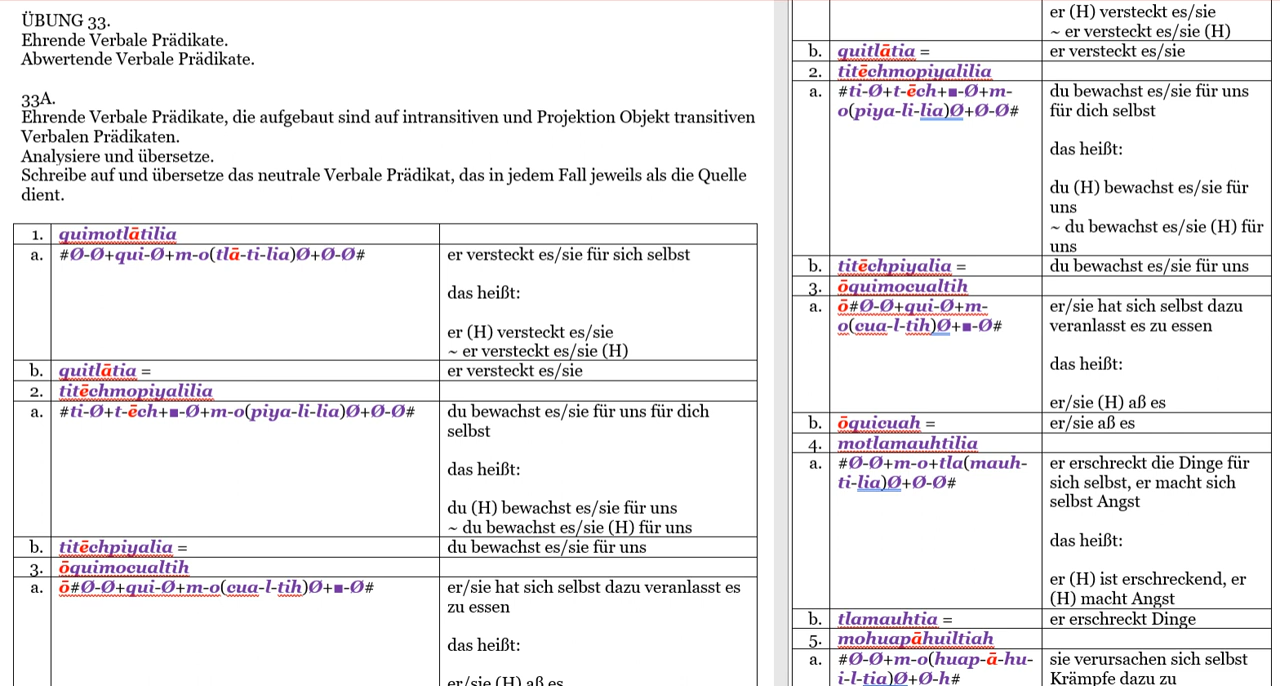 ÜBUNG 33.
Ehrende Verbale Prädikate.
Abwertende Verbale Prädikate.
33A.
Ehrende Verbale Prädikate, die aufgebaut sind auf intransitiven und Projektion Objekt transitiven
Verbalen Prädikaten.
Analysiere und übersetze.
Schreibe auf und übersetze das neutrale Verbale Prädikat, das in jedem Fall jeweils als die Quelle
dient.
1. quimotlātilia
a. #Ø-Ø+qui-Ø+m-o(tlā-ti-lia)Ø+Ø-Ø# er versteckt es/sie für sich selbst
das heißt:
er (H) versteckt es/sie
~ er versteckt es/sie (H)
b. quitlātia = er versteckt es/sie
2. titēchmopiyalilia
a. #ti-Ø+t-ēch+■-Ø+m-o(piya-li-lia)Ø+Ø-Ø# du bewachst es/sie für uns für dich
selbst
das heißt:
du (H) bewachst es/sie für uns
~ du bewachst es/sie (H) für uns
b. titēchpiyalia = du bewachst es/sie für uns
3. ōquimocualtih
a. ō#Ø-Ø+qui-Ø+m-o(cua-l-tih)Ø+■-Ø# er/sie hat sich selbst dazu veranlasst es
zu essen
das heißt:
er/sie (H) aß es
er (H) versteckt es/sie
~ er versteckt es/sie (H)
b. quitlātia = er versteckt es/sie
2. titēchmopiyalilia
a. #ti-Ø+t-ēch+■-Ø+m- du bewachst es/sie für uns
o(piya-li-lia)Ø+Ø-Ø# für dich selbst
das heißt:
du (H) bewachst es/sie für
uns
~ du bewachst es/sie (H) für
uns
b. titēchpiyalia = du bewachst es/sie für uns
3. ōquimocualtih
a. ō#Ø-Ø+qui-Ø+m- er/sie hat sich selbst dazu
o(cua-l-tih)Ø+■-Ø# veranlasst es zu essen
das heißt:
er/sie (H) aß es
b. ōquicuah = er/sie aß es
4. motlamauhtilia
a. #Ø-Ø+m-o+tla(mauh- er erschreckt die Dinge für
ti-lia)Ø+Ø-Ø# sich selbst, er macht sich
selbst Angst
das heißt:
er (H) ist erschreckend, er
(H) macht Angst
b. tlamauhtia = er erschreckt Dinge
5. mohuapāhuiltiah
a. #Ø-Ø+m-o(huap-ā-hu- sie verursachen sich selbst
i-l-tia)Ø+Ø-h# Krämpfe dazu zu